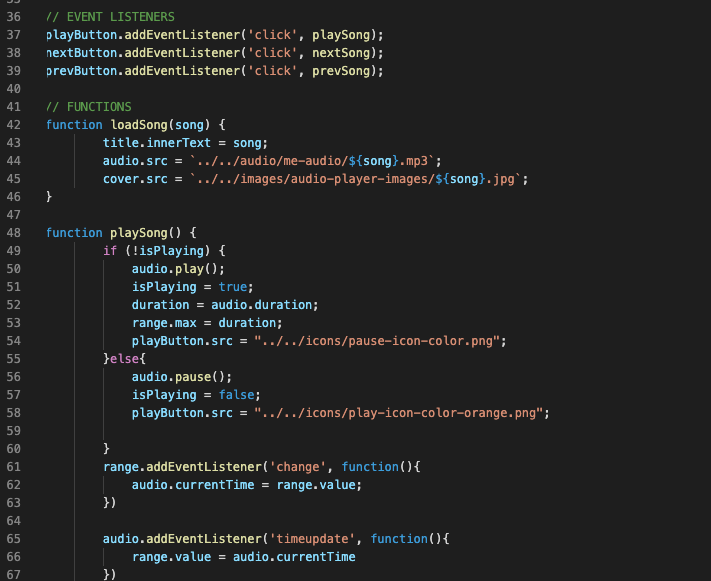 36 // EVENT LISTENERS
37 playButton.addEventListener('click', playSong);
38 nextButton.addEventListener('click', nextSong);
39 prevButton.addEventListener('click', prevSong);
40
41 // FUNCTIONS
42 function loadSong(song) {
43 title.innerText = song;
44 audio.src = `../../audio/me-audio/${song}.mp3`;
45 cover.src = `../../images/audio-player-images/${song}.jpg`;
46 }
47
48 function playSong() {
49 if (!isPlaying) {
50 audio.play();
51 isPlaying = true;
52 duration = audio.duration;
53 range.max = duration;
54 playButton.src = "../../icons/pause-icon-color.png";
55 }else{
56 audio.pause();
57 isPlaying = false;
58 playButton.src = "../../icons/play-icon-color-orange.png";
59
60 }
61 range.addEventListener('change', function(){
62 audio.currentTime = range.value;
63 })
64
65 audio.addEventListener('timeupdate', function(){
66 range.value = audio.currentTime
67 })